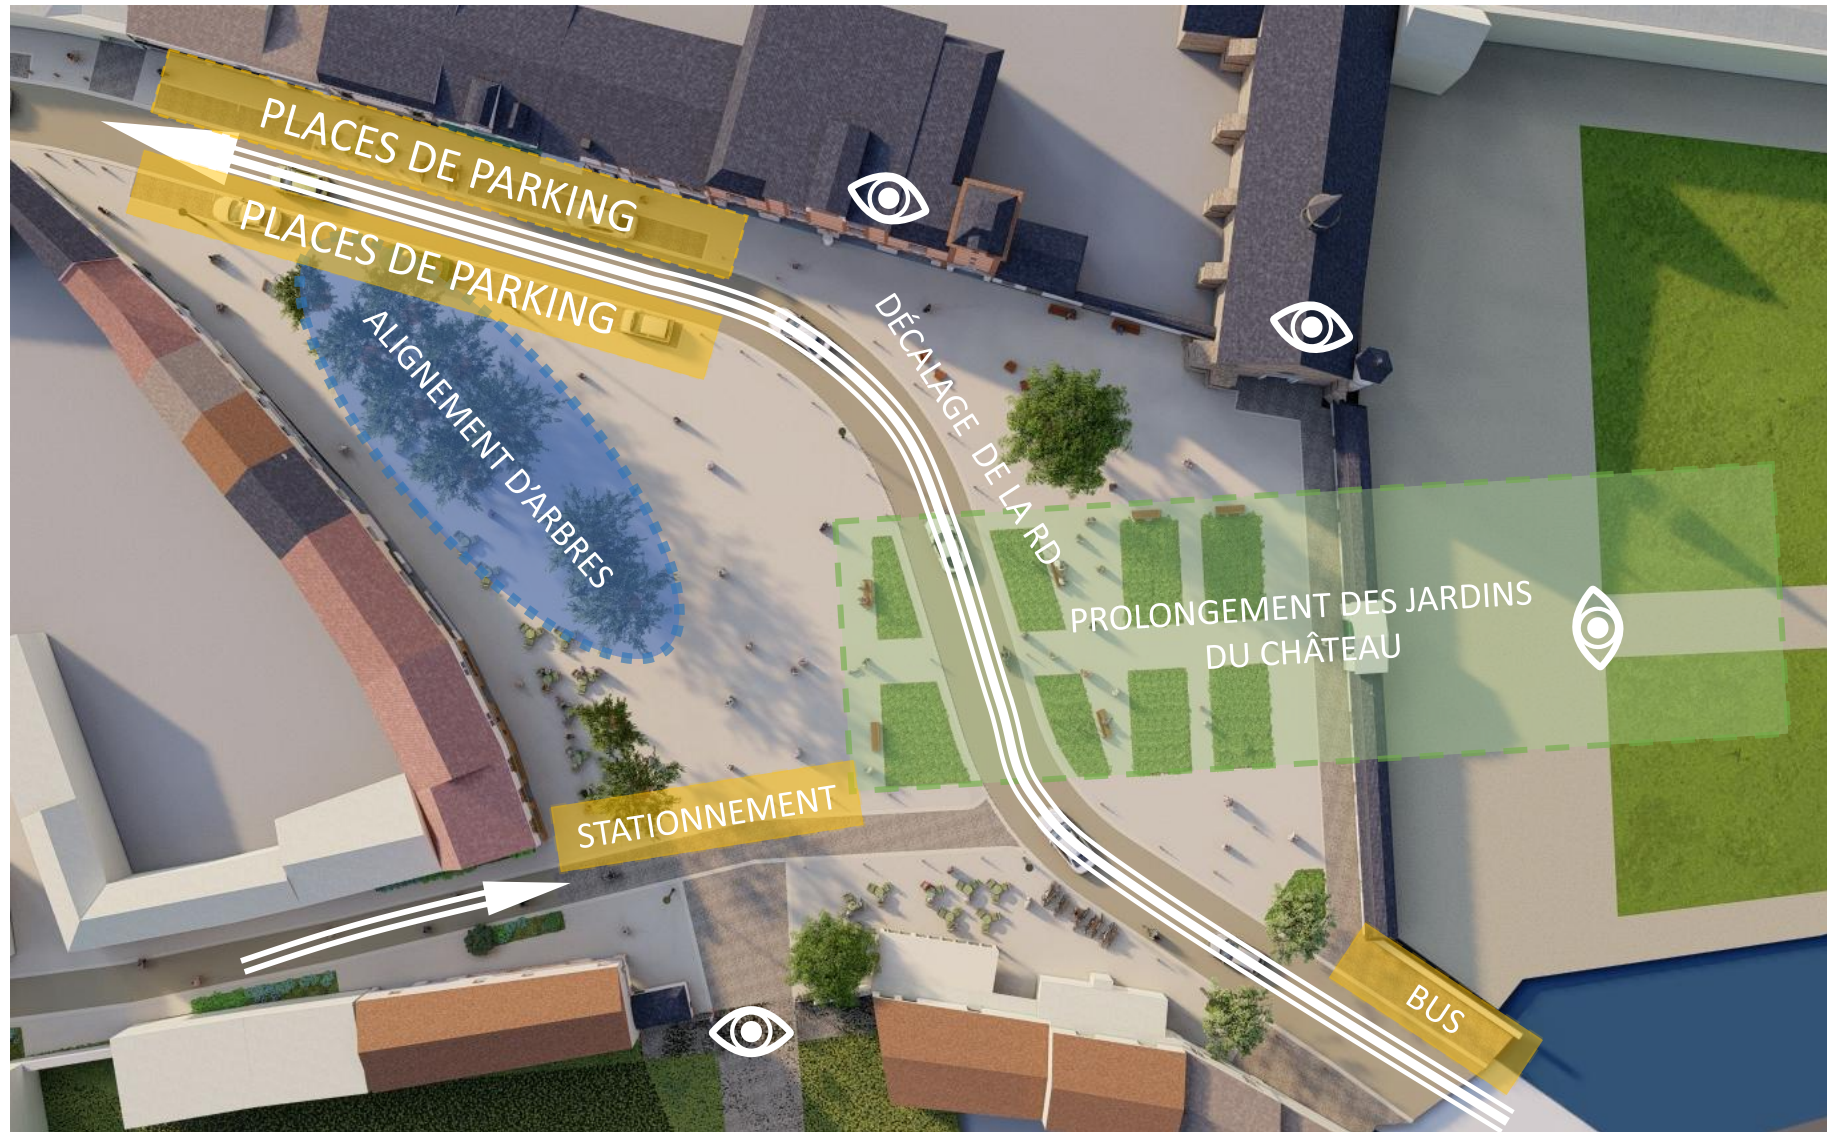 PLACES DE PARKING
PLACES DE PARKING
ALIGNEMENT D'ARBRES
DÉCALAGE DE LA RD
PROLONGEMENT DES JARDINS
DU CHÂTEAU
STATIONNEMENT
BUS